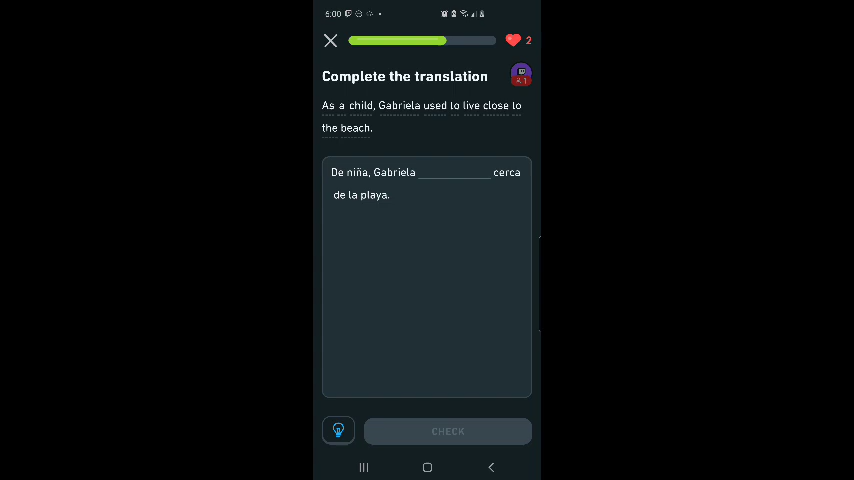 6:00
2
Complete the translation
As a child, Gabriela used to live close to
the beach.
De niña, Gabriela ____________ cerca
de la playa.
CHECK